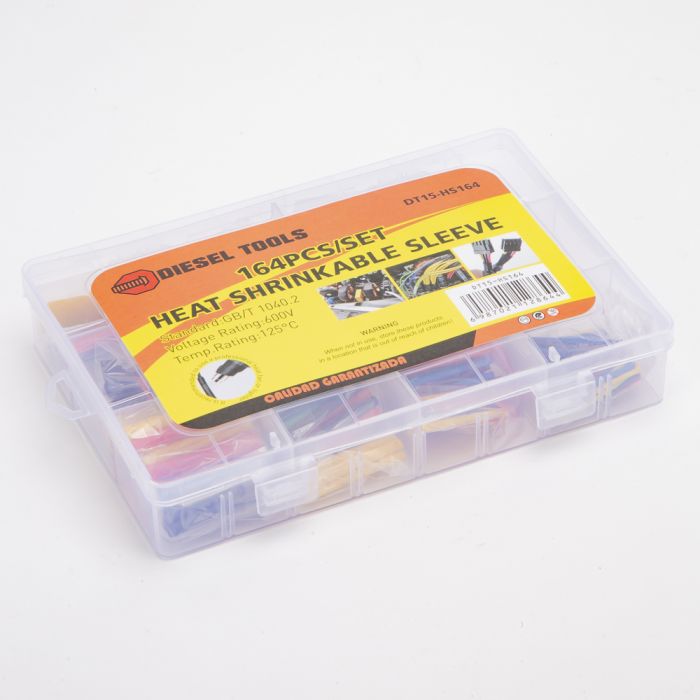 DIESEL TOOLS
DT15-HS164
164PCS/SET
HEAT SHRINKABLE SLEEVE
Standard:GB/T 1040.2
Voltage Rating:600V
Temp Rating:125°C
DT15-HS164
6987021128644
WARNING
When not in use, store these products
in a location that is out of reach of children!
CALIDAD GARANTIZADA